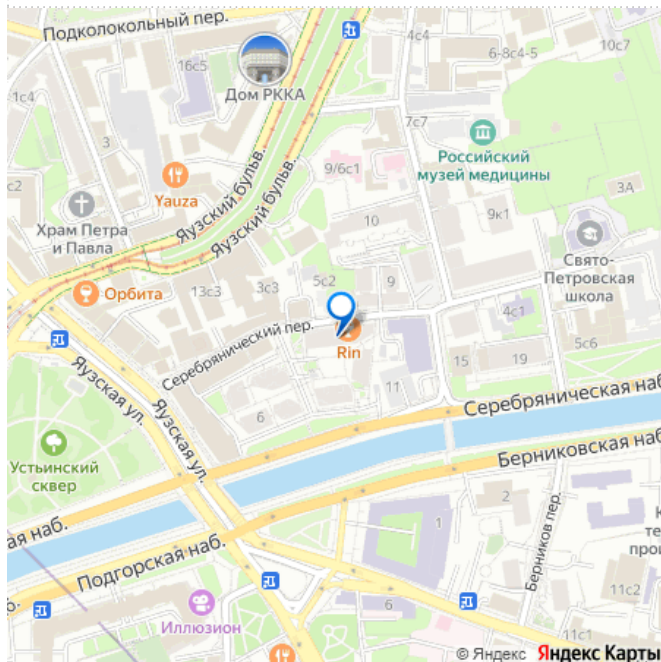 Подколокольный пер.
4с4
6-8с4-5
10с7
16с5
1с4
Дом РККА
7с7
3
Российский
музей медицины
9/6с1
с2
Yauza
3А
Храм Петра
и Павла
Яузский бульв.
Яузский бульв.
10
9к1
Свято-
Петровская
школа
5с2
9
3с3
13с3
Орбита
4с1
Серебрянический пер.
Rin
5с6
15
19
11
6
Яузская ул.
Яузская ул.
Серебряническая наб
Устьинский
сквер
Берниковская наб
ая наб.
2
Берников пер.
К
те
прои
Подгорская наб.
11с2
б.
6
Иллюзион
11с1
© Яндекс Яндекс Карты